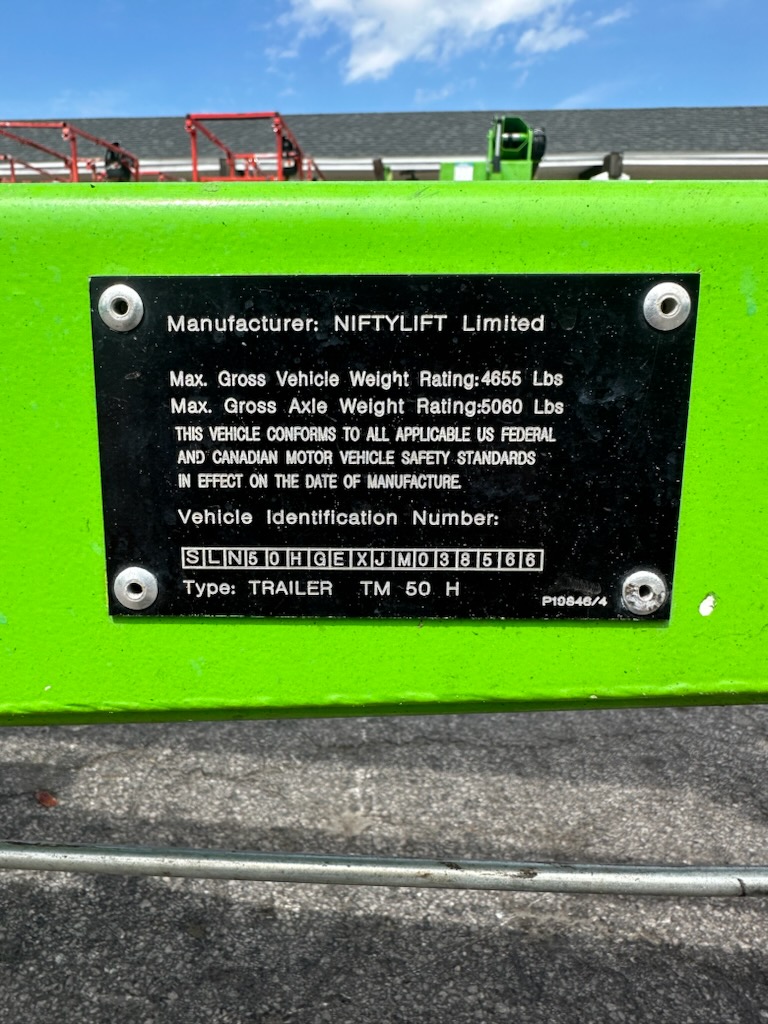 Manufacturer: NIFTYLIFT Limited
Max. Gross Vehicle Weight Rating:4655 Lbs
Max. Gross Axle Weight Rating:5060 Lbs
THIS VEHICLE CONFORMS TO ALL APPLICABLE US FEDERAL
AND CANADIAN MOTOR VEHICLE SAFETY STANDARDS
IN EFFECT ON THE DATE OF MANUFACTURE.
Vehicle Identification Number:
SLN50HGEXJM038566
Type: TRAILER TM 50 H
P19846/4